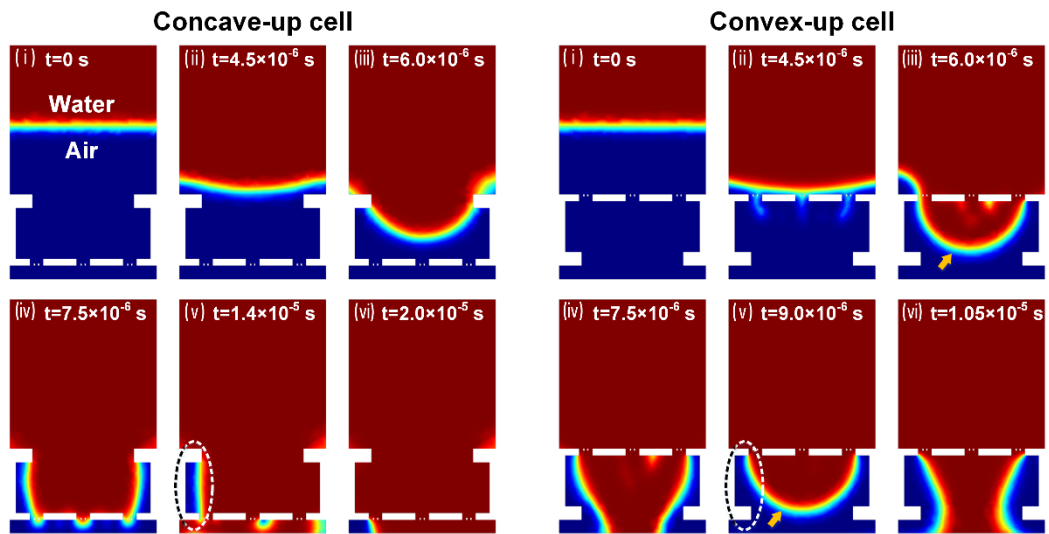 Concave-up cell
(i) t=0 s
Water
Air
(ii) t=4.5×10⁻⁶ s
(iii) t=6.0×10⁻⁶ s
(iv) t=7.5×10⁻⁶ s
(v) t=1.4×10⁻⁵ s
(vi) t=2.0×10⁻⁵ s
Convex-up cell
(i) t=0 s
(ii) t=4.5×10⁻⁶ s
(iii) t=6.0×10⁻⁶ s
(iv) t=7.5×10⁻⁶ s
(v) t=9.0×10⁻⁶ s
(vi) t=1.05×10⁻⁵ s